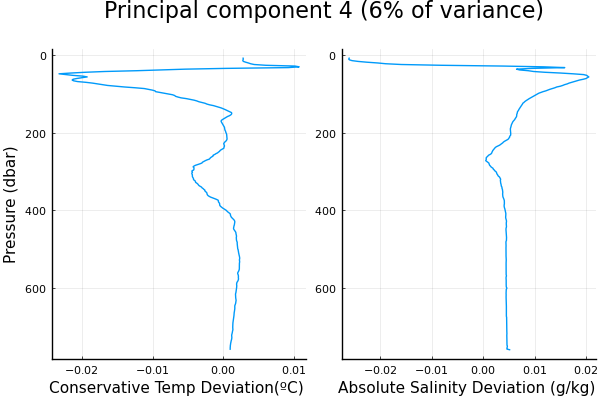 Principal component 4 (6% of variance)
Pressure (dbar)
0
200
400
600
−0.02 −0.01 0.00 0.01
Conservative Temp Deviation(ºC)
0
200
400
600
−0.02 −0.01 0.00 0.01 0.02
Absolute Salinity Deviation (g/kg)